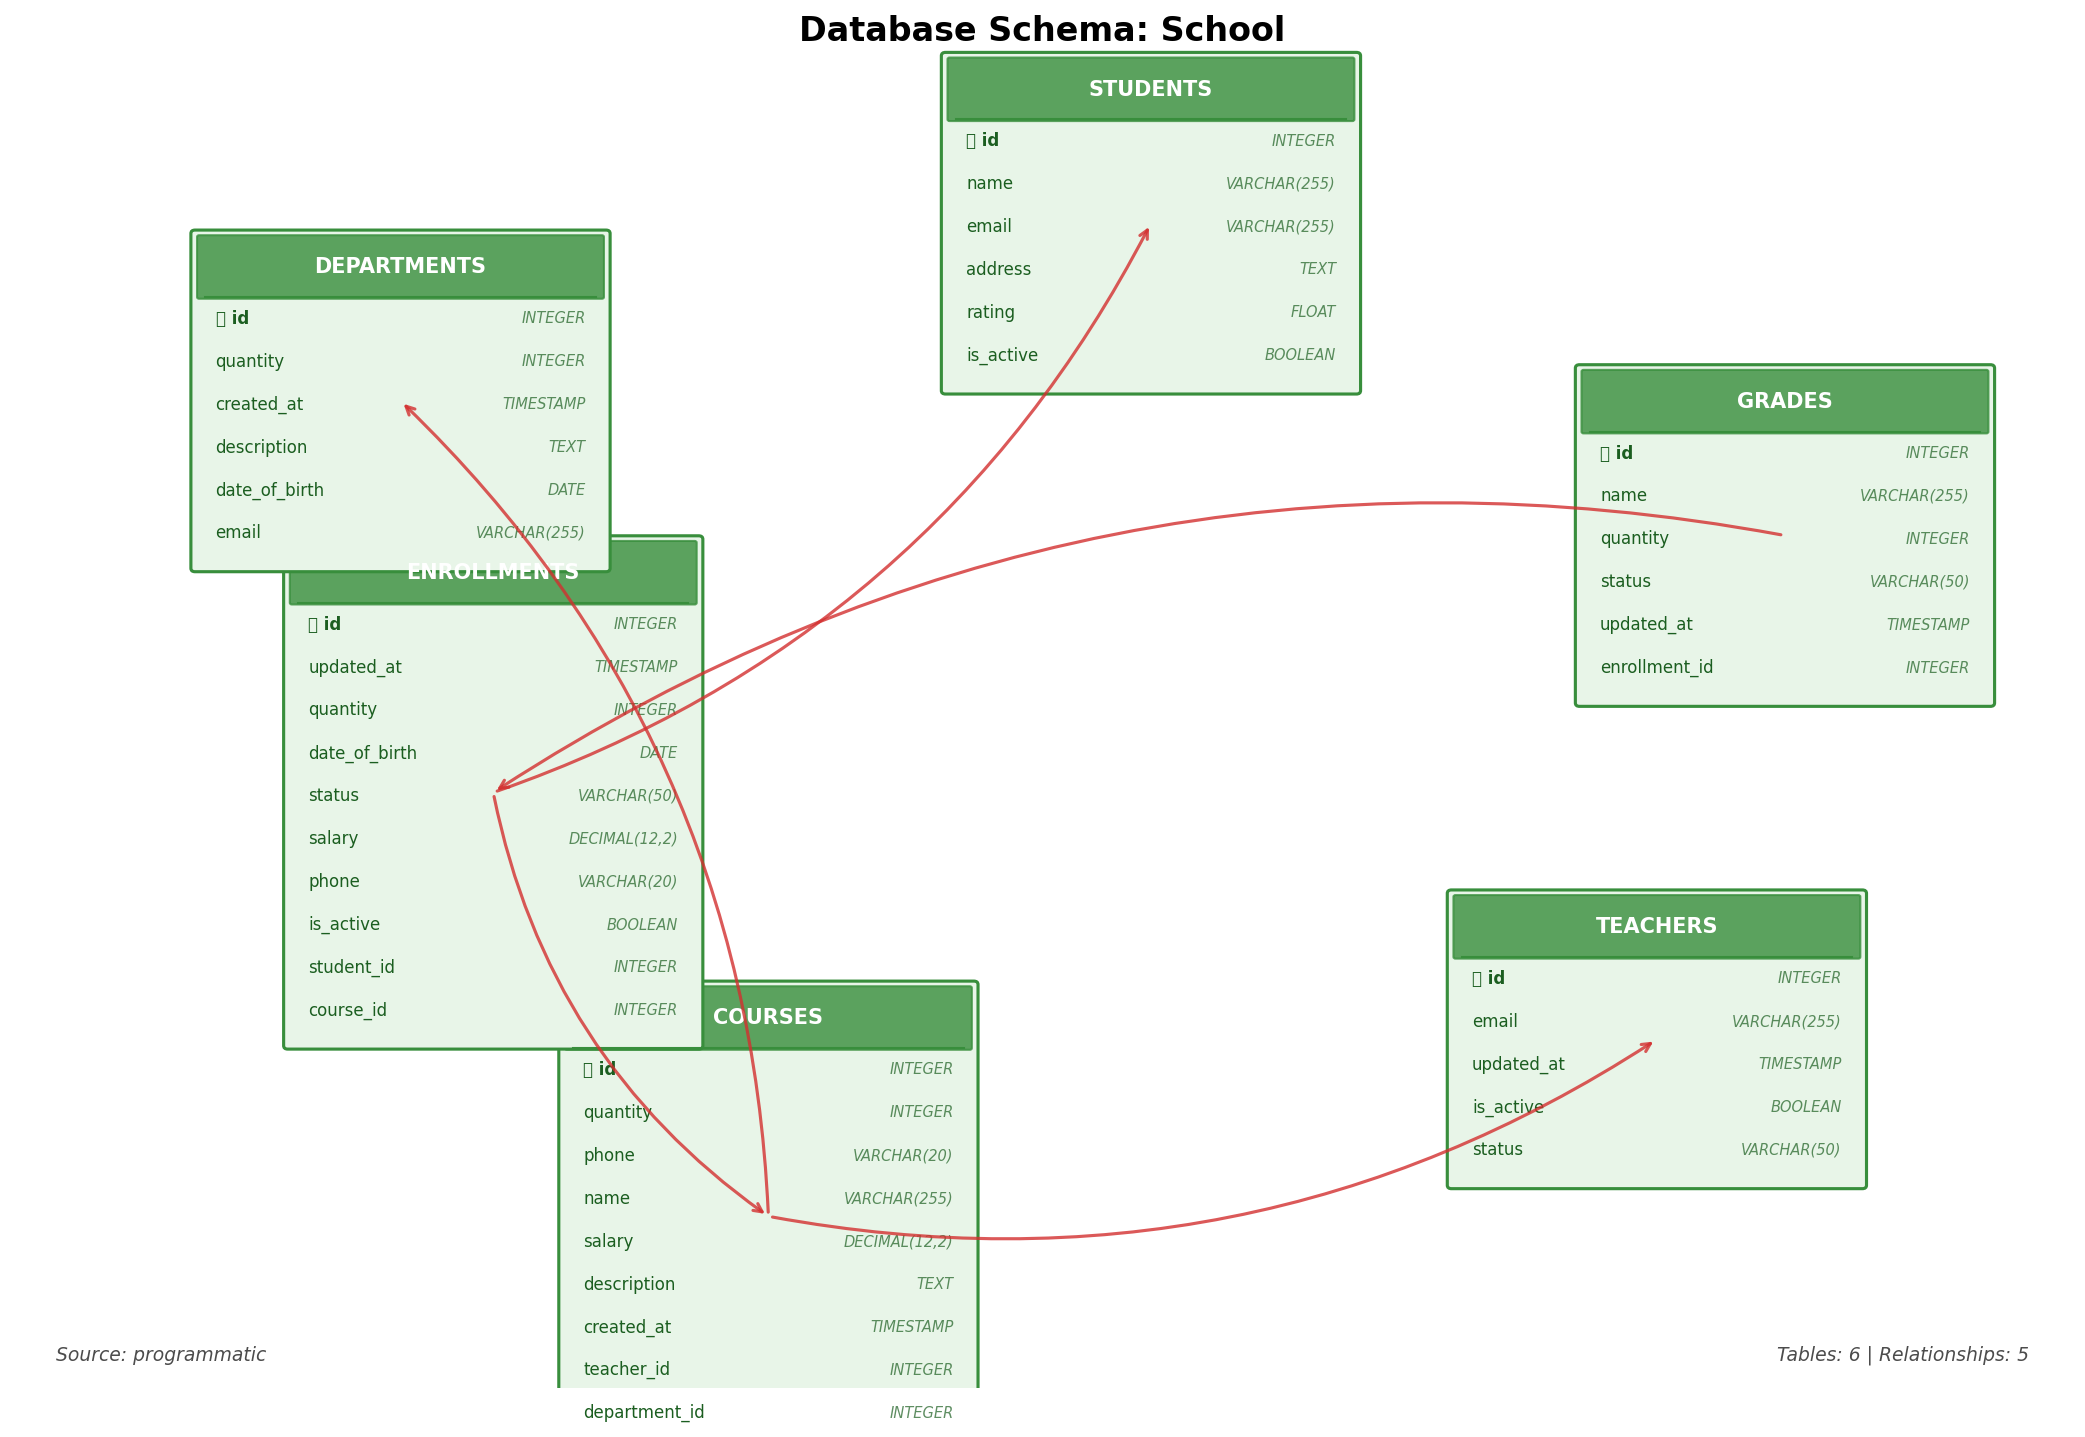 Database Schema: School
STUDENTS
id INTEGER
name VARCHAR(255)
email VARCHAR(255)
address TEXT
rating FLOAT
is_active BOOLEAN
DEPARTMENTS
id INTEGER
quantity INTEGER
created_at TIMESTAMP
description TEXT
date_of_birth DATE
email VARCHAR(255)
GRADES
id INTEGER
name VARCHAR(255)
quantity INTEGER
status VARCHAR(50)
updated_at TIMESTAMP
enrollment_id INTEGER
ENROLLMENTS
id INTEGER
updated_at TIMESTAMP
quantity INTEGER
date_of_birth DATE
status VARCHAR(50)
salary DECIMAL(12,2)
phone VARCHAR(20)
is_active BOOLEAN
student_id INTEGER
course_id INTEGER
TEACHERS
id INTEGER
email VARCHAR(255)
updated_at TIMESTAMP
is_active BOOLEAN
status VARCHAR(50)
COURSES
id INTEGER
quantity INTEGER
phone VARCHAR(20)
name VARCHAR(255)
salary DECIMAL(12,2)
description TEXT
created_at TIMESTAMP
teacher_id INTEGER
department_id INTEGER
Source: programmatic
Tables: 6 | Relationships: 5